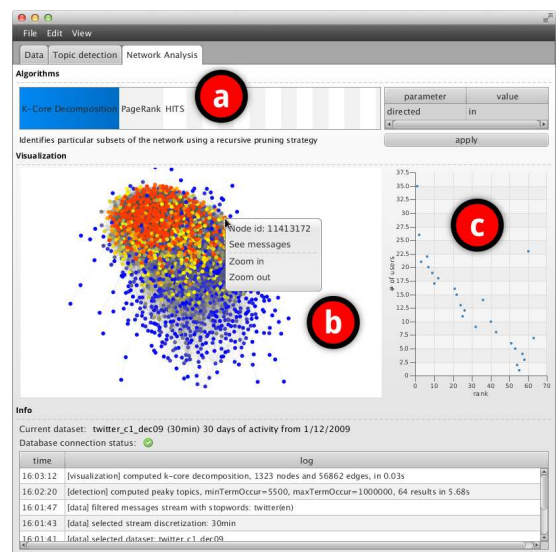 File Edit View
Data Topic detection Network Analysis
Algorithms
K-Core Decomposition PageRank HITS
a
parameter value
directed in
Identifies particular subsets of the network using a recursive pruning strategy
apply
Visualization
Node id: 11413172
See messages
Zoom in
Zoom out
b
c
37.5
35.0
30
27.5
25.0
22.5
20.0
17.5
15.0
12.5
10.0
7.5
5.0
2.5
0
# of users
0 10 20 30 40 50 60 70
rank
Info
Current dataset: twitter_c1_dec09 (30min) 30 days of activity from 1/12/2009
Database connection status:
time log
16:03:12 [visualization] computed k-core decomposition, 1323 nodes and 56862 edges, in 0.03s
16:02:20 [detection] computed peaky topics, minTermOccur=5500, maxTermOccur=1000000, 64 results in 5.68s
16:01:47 [data] filtered messages stream with stopwords: twitter(en)
16:01:43 [data] selected stream discretization: 30min
16:01:41 [data] selected dataset: twitter_c1_dec09